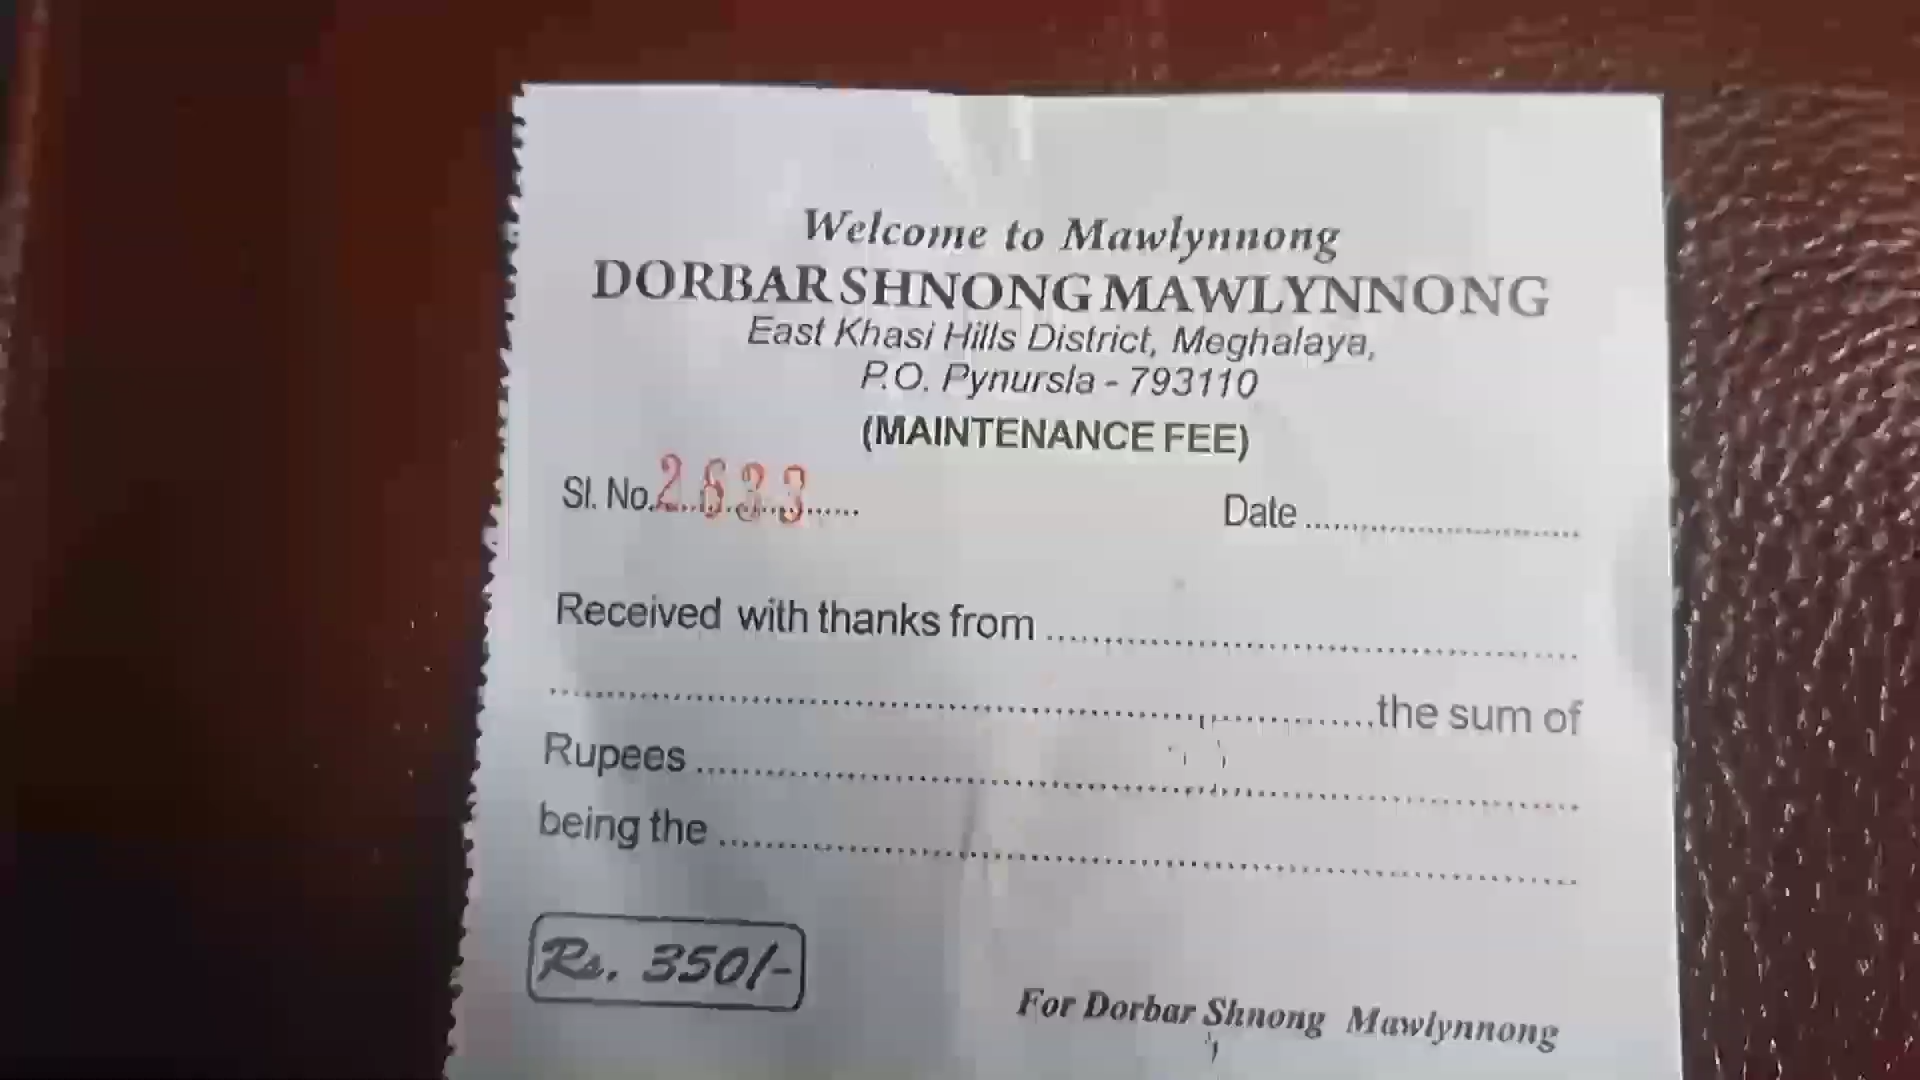 Welcome to Mawlynnong
DORBAR SHNONG MAWLYNNONG
East Khasi Hills District, Meghalaya,
P.O. Pynursla - 793110
(MAINTENANCE FEE)
Sl. No. 2633 Date
Received with thanks from
the sum of
Rupees
being the
Rs. 350/-
For Dorbar Shnong Mawlynnong